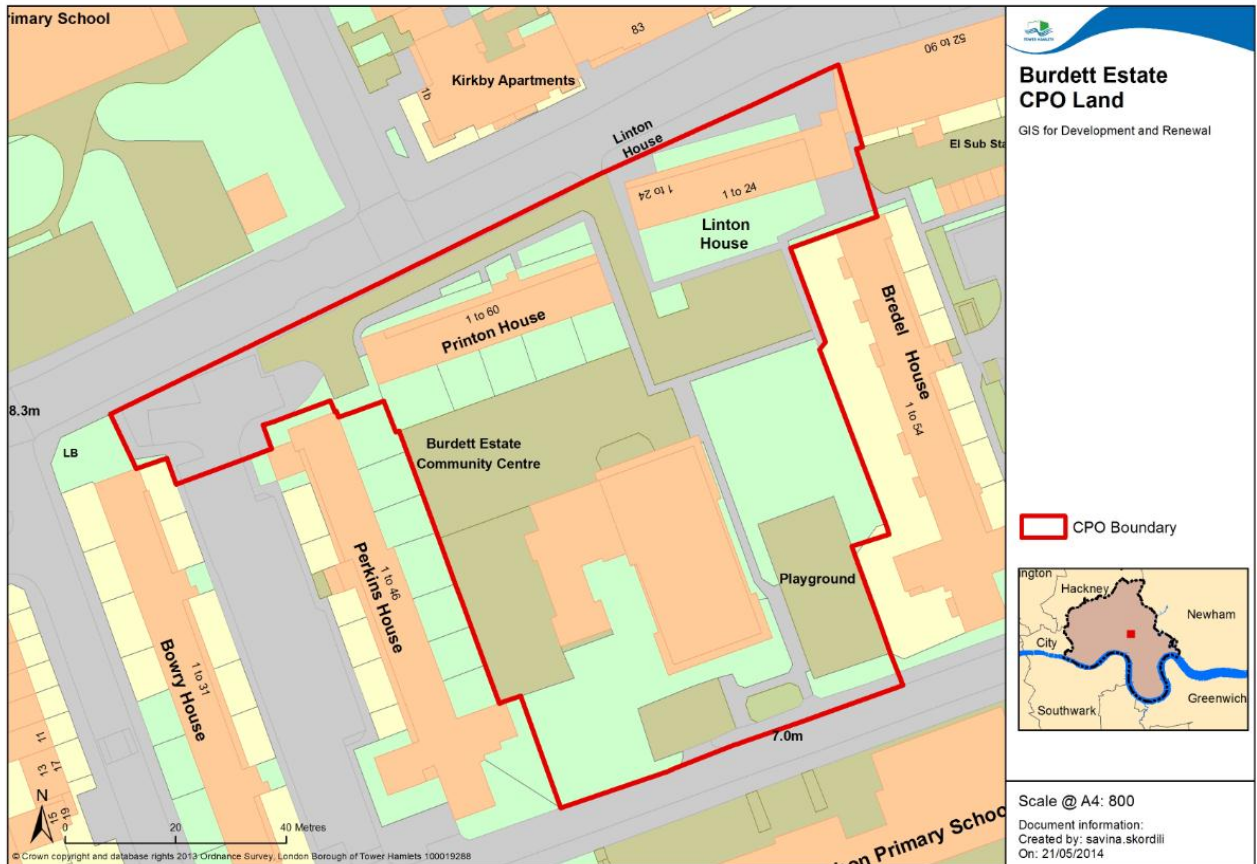 rimary School
83
52 to 90
Kirkby Apartments
1b
Linton
House
El Sub Sta
1 to 24
1 to 24
Linton
House
1 to 60
Printon House
Bredel House
1 to 54
8.3m
LB
Burdett Estate
Community Centre
Perkins House
1 to 46
Playground
Bowry House
1 to 31
7.0m
11
17
13
19
15
N
0 20 40 Metres
on Primary Schoo
© Crown copyright and database rights 2013 Ordnance Survey, London Borough of Tower Hamlets 100019288
TOWER HAMLETS
Burdett Estate
CPO Land
GIS for Development and Renewal
CPO Boundary
ington
Hackney
Newham
City
Southwark
Greenwich
Scale @ A4: 800
Document information:
Created by: savina.skordili
On: 21/05/2014